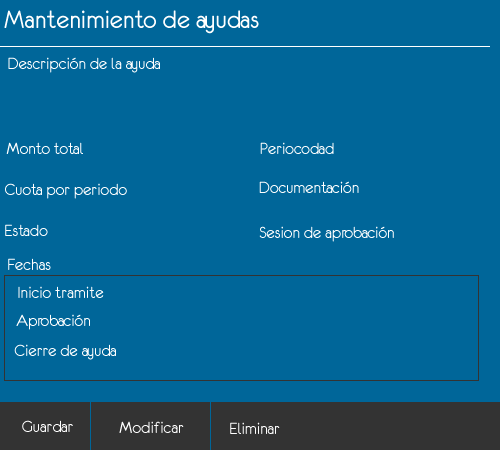 Mantenimiento de ayudas
Descripción de la ayuda
Monto total
Periocodad
Cuota por periodo
Documentación
Estado
Sesion de aprobación
Fechas
Inicio tramite
Aprobación
Cierre de ayuda
Guardar
Modificar
Eliminar